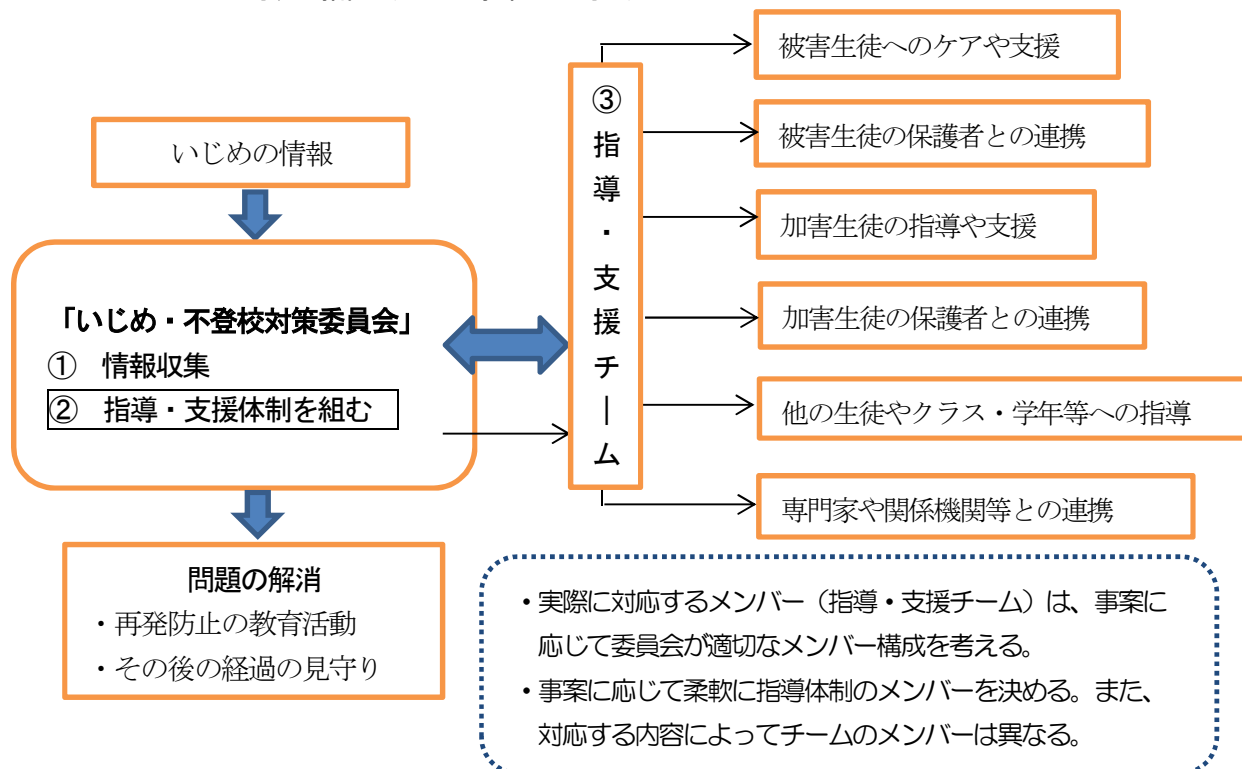 いじめの情報
「いじめ・不登校対策委員会」
① 情報収集
② 指導・支援体制を組む
問題の解消
・再発防止の教育活動
・その後の経過の見守り
③指導・支援チーム
被害生徒へのケアや支援
被害生徒の保護者との連携
加害生徒の指導や支援
加害生徒の保護者との連携
他の生徒やクラス・学年等への指導
専門家や関係機関等との連携
・実際に対応するメンバー（指導・支援チーム）は、事案に
応じて委員会が適切なメンバー構成を考える。
・事案に応じて柔軟に指導体制のメンバーを決める。また、
対応する内容によってチームのメンバーは異なる。